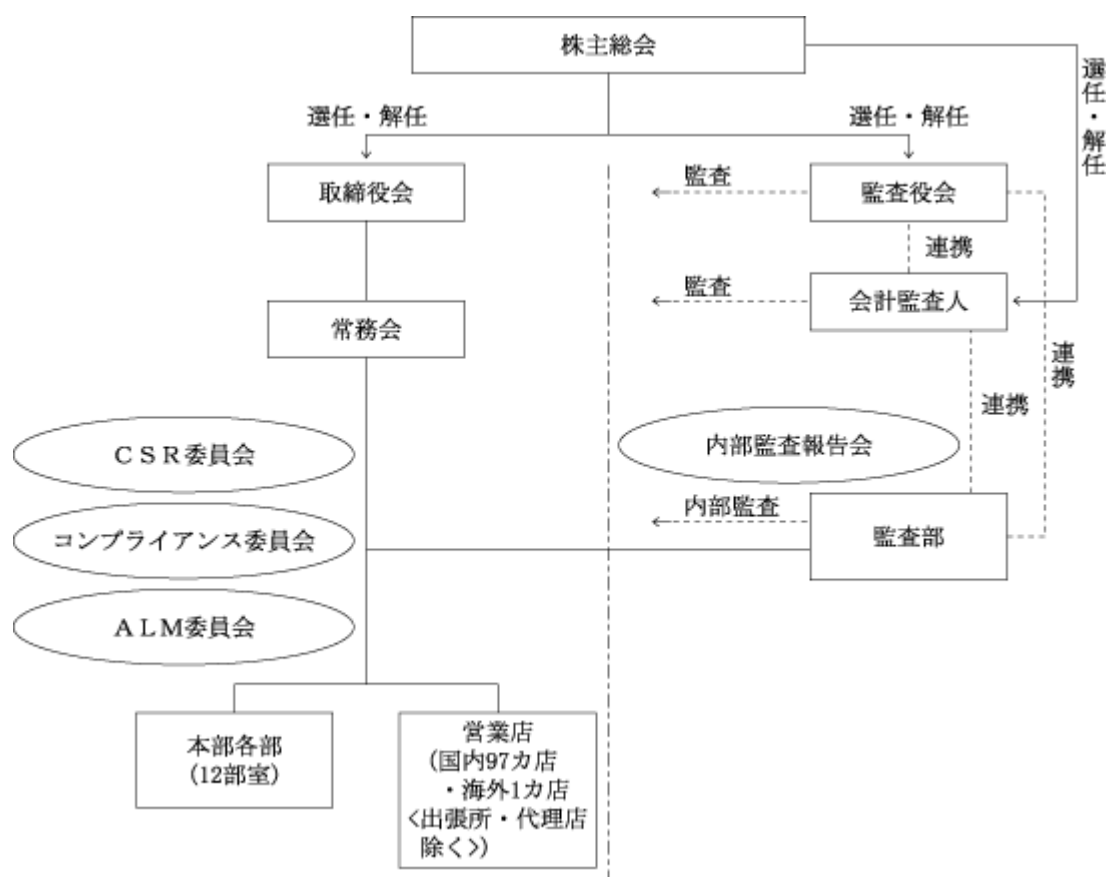 株主総会
選任・解任
選任・解任
選任・解任
取締役会
監査
監査役会
連携
常務会
監査
会計監査人
連携
連携
CSR委員会
内部監査報告会
コンプライアンス委員会
内部監査
監査部
ALM委員会
本部各部
(12部室)
営業店
(国内97カ店
・海外1カ店
<出張所・代理店
除く>)